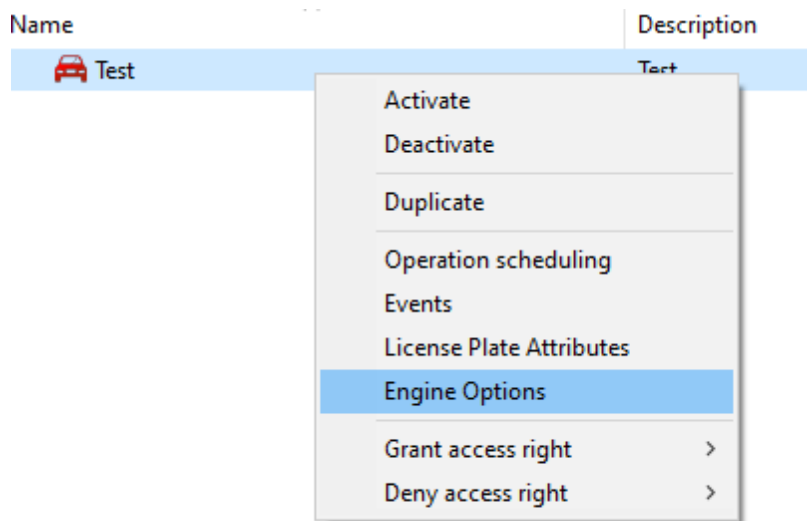 Name Description
Test Test
Activate
Deactivate
Duplicate
Operation scheduling
Events
License Plate Attributes
Engine Options
Grant access right
Deny access right